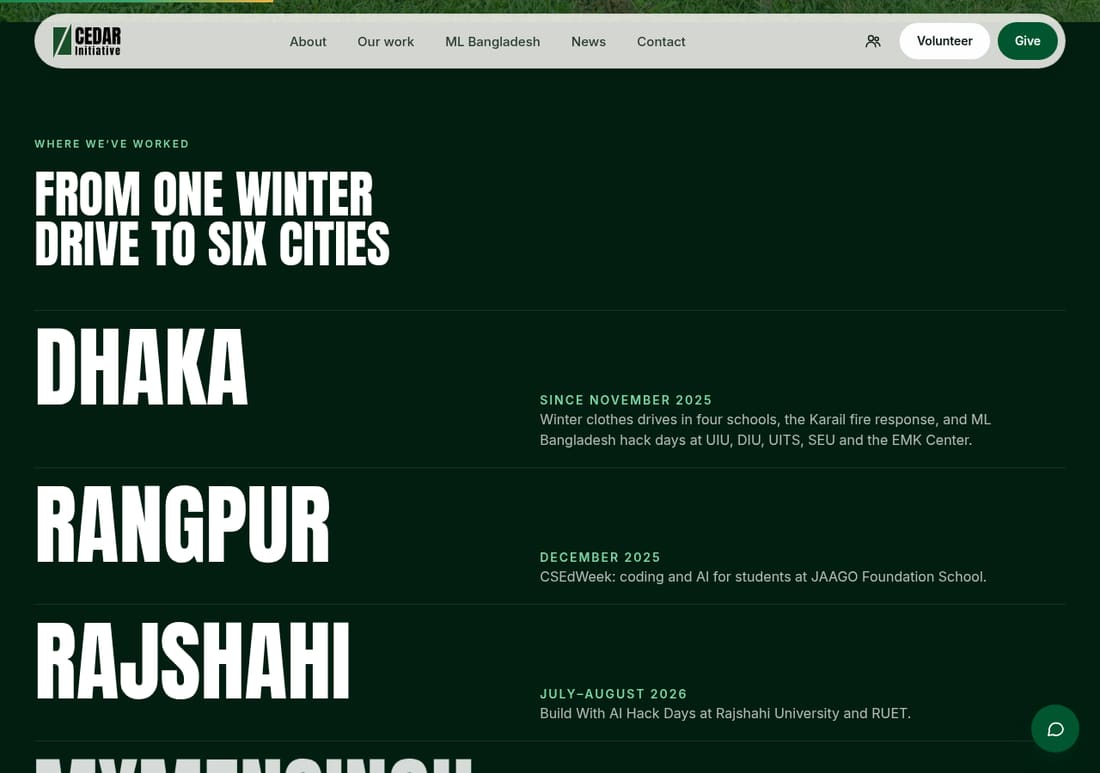 CEDAR
Initiative
About
Our work
ML Bangladesh
News
Contact
Volunteer
Give
WHERE WE'VE WORKED
FROM ONE WINTER
DRIVE TO SIX CITIES
DHAKA
SINCE NOVEMBER 2025
Winter clothes drives in four schools, the Karail fire response, and ML
Bangladesh hack days at UIU, DIU, UITS, SEU and the EMK Center.
RANGPUR
DECEMBER 2025
CSEdWeek: coding and AI for students at JAAGO Foundation School.
RAJSHAHI
JULY–AUGUST 2026
Build With AI Hack Days at Rajshahi University and RUET.
MYMENSINGH